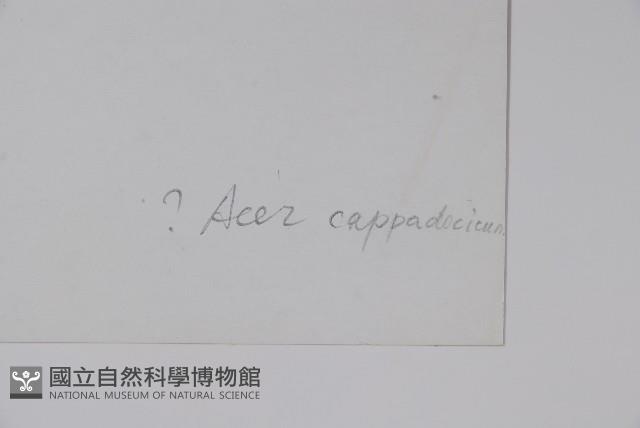 ? Acer cappadocicum.
國立自然科學博物館
NATIONAL MUSEUM OF NATURAL SCIENCE